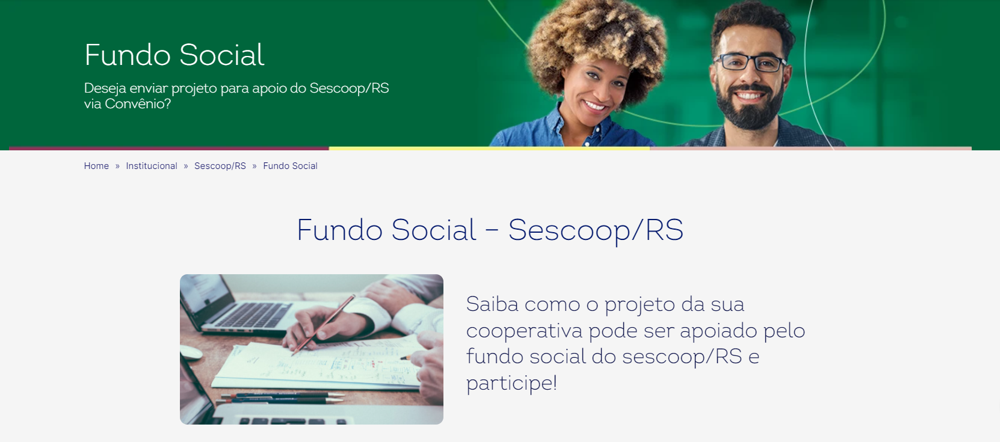 Fundo Social
Deseja enviar projeto para apoio do Sescoop/RS
via Convênio?
Home » Institucional » Sescoop/RS » Fundo Social
Fundo Social – Sescoop/RS
Saiba como o projeto da sua
cooperativa pode ser apoiado pelo
fundo social do sescoop/RS e
participe!